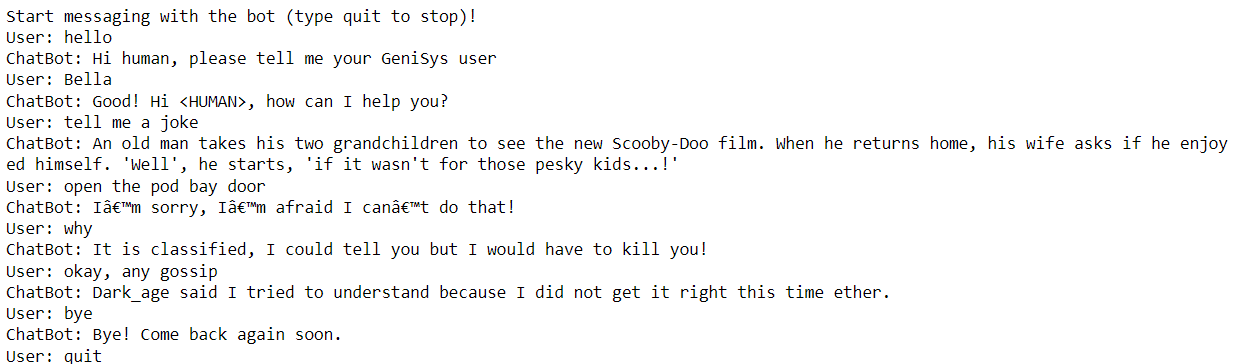 Start messaging with the bot (type quit to stop)!
User: hello
ChatBot: Hi human, please tell me your GeniSys user
User: Bella
ChatBot: Good! Hi <HUMAN>, how can I help you?
User: tell me a joke
ChatBot: An old man takes his two grandchildren to see the new Scooby-Doo film. When he returns home, his wife asks if he enjoy
ed himself. 'Well', he starts, 'if it wasn't for those pesky kids...!'
User: open the pod bay door
ChatBot: Iâ€™m sorry, Iâ€™m afraid I canâ€™t do that!
User: why
ChatBot: It is classified, I could tell you but I would have to kill you!
User: okay, any gossip
ChatBot: Dark_age said I tried to understand because I did not get it right this time ether.
User: bye
ChatBot: Bye! Come back again soon.
User: quit